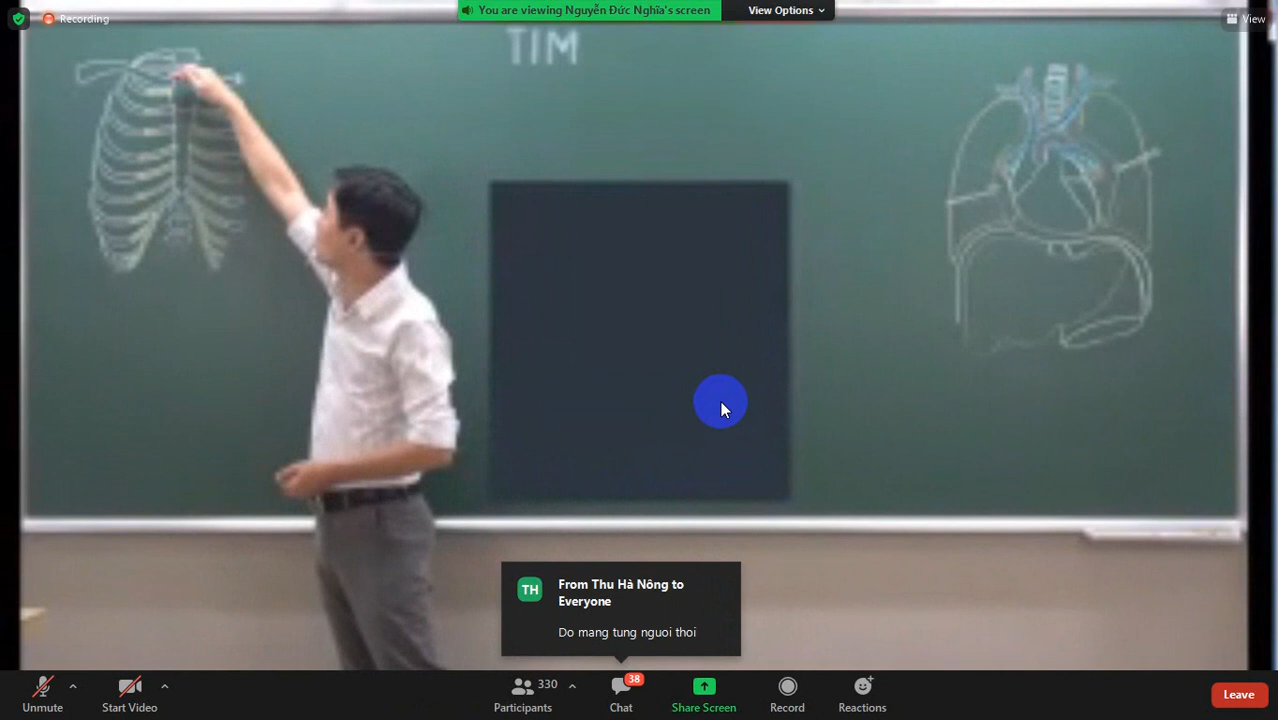 Recording
You are viewing Nguyễn Đức Nghĩa's screen
View Options
View
TIM
TH
From Thu Hà Nông to
Everyone
Do mang tung nguoi thoi
Unmute
Start Video
330
Participants
38
Chat
Share Screen
Record
Reactions
Leave